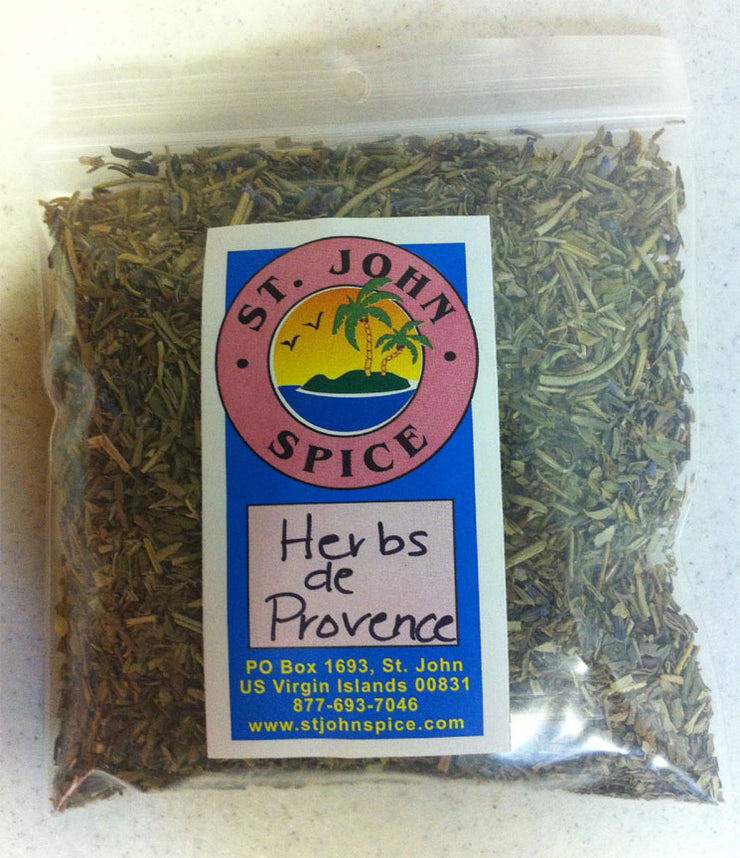 ST. JOHN
SPICE
Herbs
de
Provence
PO Box 1693, St. John
US Virgin Islands 00831
877-693-7046
www.stjohnspice.com